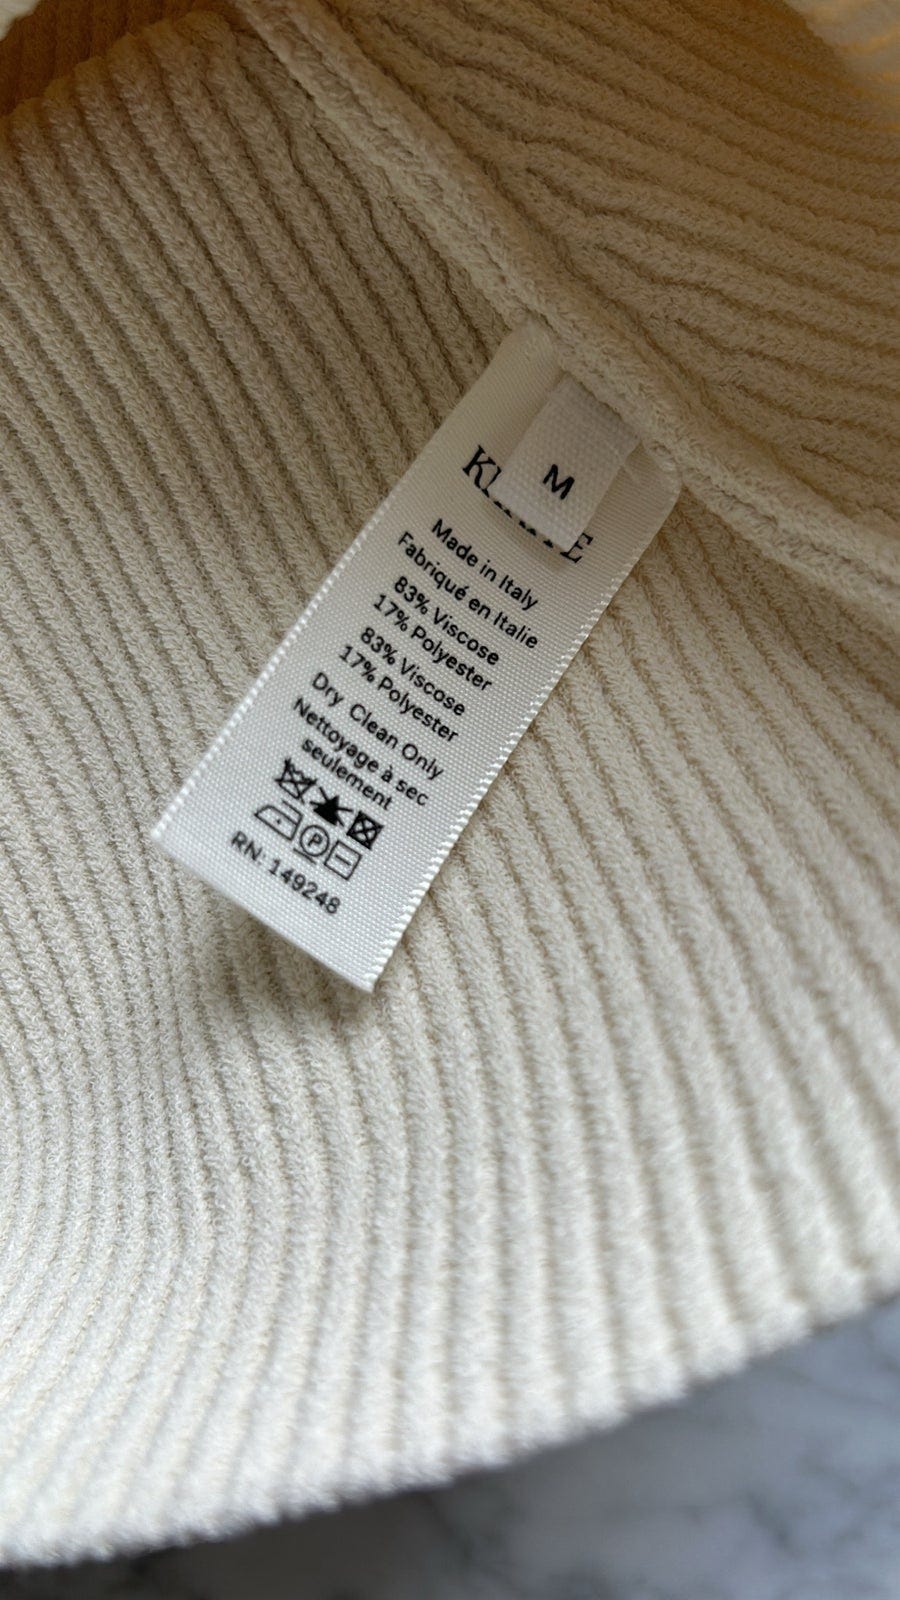 M
Made in Italy
Fabriqué en Italie
83% Viscose
17% Polyester
83% Viscose
17% Polyester
Dry Clean Only
Nettoyage à sec
seulement
P
RN: 149248